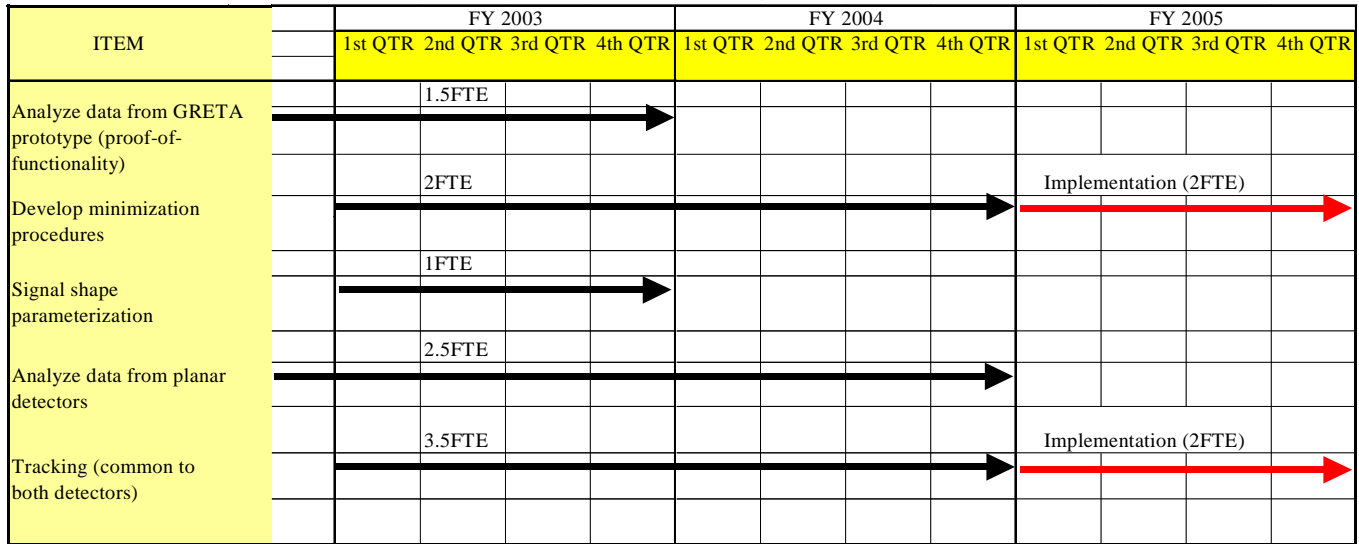 FY 2003 FY 2004 FY 2005
ITEM 1st QTR 2nd QTR 3rd QTR 4th QTR 1st QTR 2nd QTR 3rd QTR 4th QTR 1st QTR 2nd QTR 3rd QTR 4th QTR
1.5FTE
Analyze data from GRETA
prototype (proof-of-
functionality)
2FTE Implementation (2FTE)
Develop minimization
procedures
1FTE
Signal shape
parameterization
2.5FTE
Analyze data from planar
detectors
3.5FTE Implementation (2FTE)
Tracking (common to
both detectors)